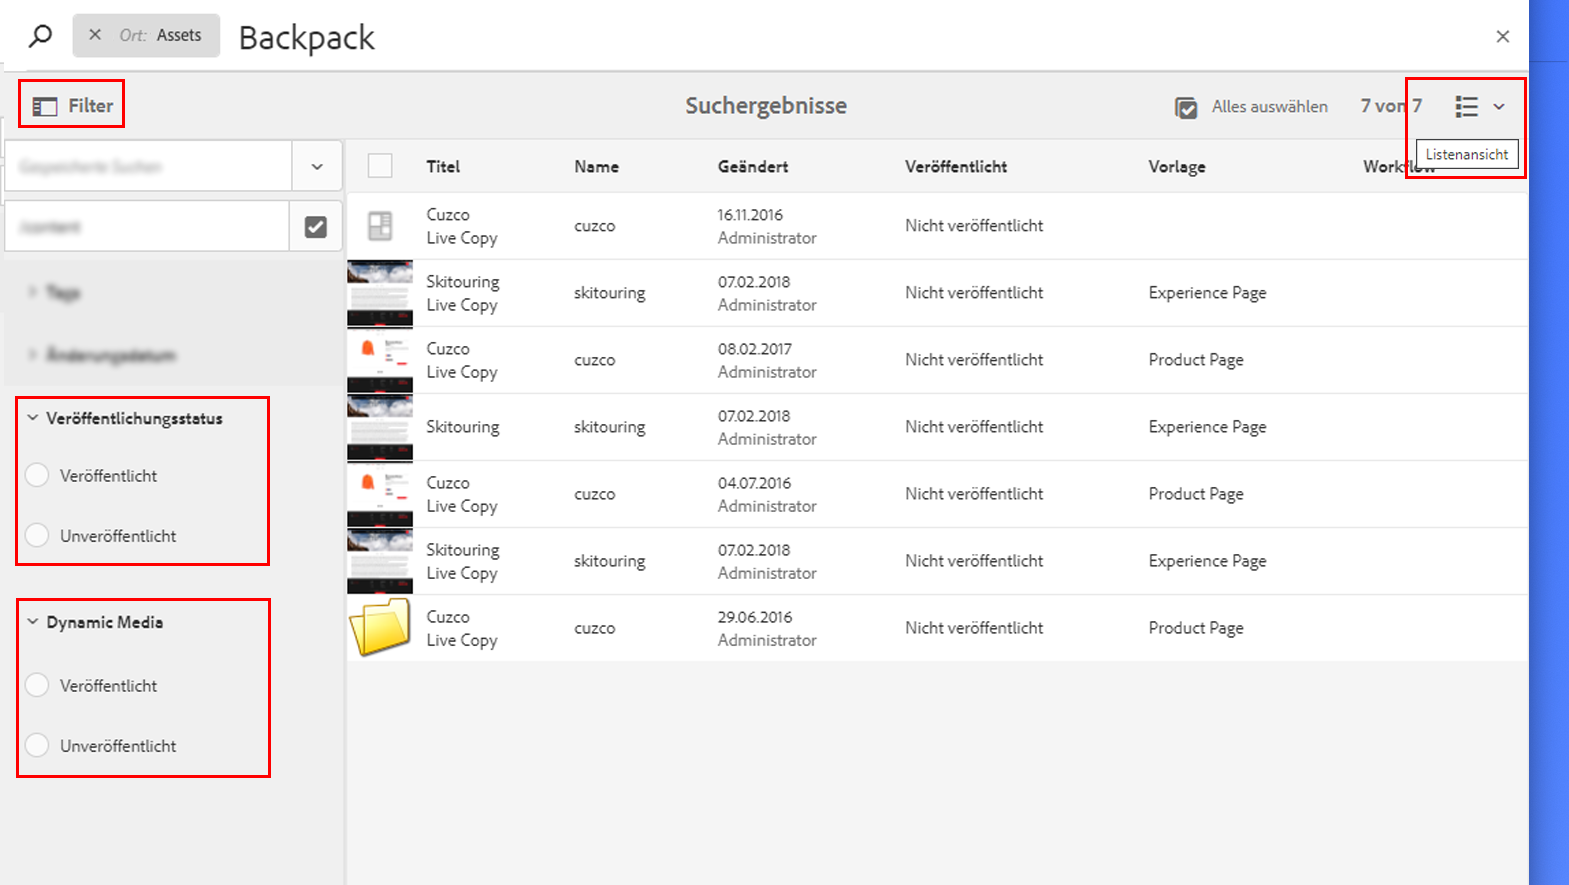 Ort: Assets
Backpack
Filter
Suchergebnisse
Alles auswählen
7 von 7
Listenansicht
Gespeicherte Suchen
/content
Tags
Änderungsdatum
Veröffentlichungsstatus
Veröffentlicht
Unveröffentlicht
Dynamic Media
Veröffentlicht
Unveröffentlicht
Titel Name Geändert Veröffentlicht Vorlage Workflow
Cuzco
Live Copy
cuzco
16.11.2016
Administrator
Nicht veröffentlicht
Skitouring
Live Copy
skitouring
07.02.2018
Administrator
Nicht veröffentlicht
Experience Page
Cuzco
Live Copy
cuzco
08.02.2017
Administrator
Nicht veröffentlicht
Product Page
Skitouring
skitouring
07.02.2018
Administrator
Nicht veröffentlicht
Experience Page
Cuzco
Live Copy
cuzco
04.07.2016
Administrator
Nicht veröffentlicht
Product Page
Skitouring
Live Copy
skitouring
07.02.2018
Administrator
Nicht veröffentlicht
Experience Page
Cuzco
Live Copy
cuzco
29.06.2016
Administrator
Nicht veröffentlicht
Product Page